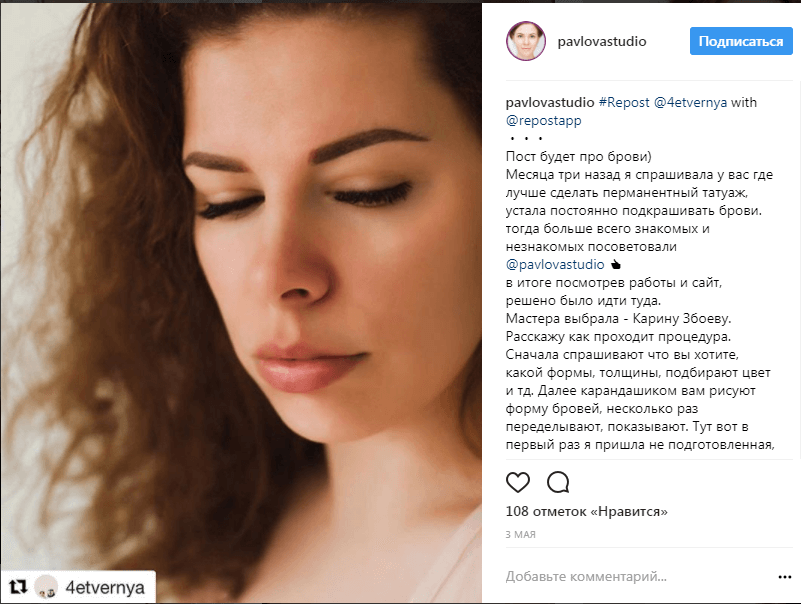 pavlovastudio
Подписаться
pavlovastudio #Repost @4etvernya with
@repostapp
・・・
Пост будет про брови)
Месяца три назад я спрашивала у вас где
лучше сделать перманентный татуаж,
устала постоянно подкрашивать брови.
тогда больше всего знакомых и
незнакомых посоветовали
@pavlovastudio
в итоге посмотрев работы и сайт,
решено было идти туда.
Мастера выбрала - Карину Збоеву.
Расскажу как проходит процедура.
Сначала спрашивают что вы хотите,
какой формы, толщины, подбирают цвет
и тд. Далее карандашиком вам рисуют
форму бровей, несколько раз
переделывают, показывают. Тут вот в
первый раз я пришла не подготовленная,
108 отметок «Нравится»
3 МАЯ
Добавьте комментарий...
4etvernya